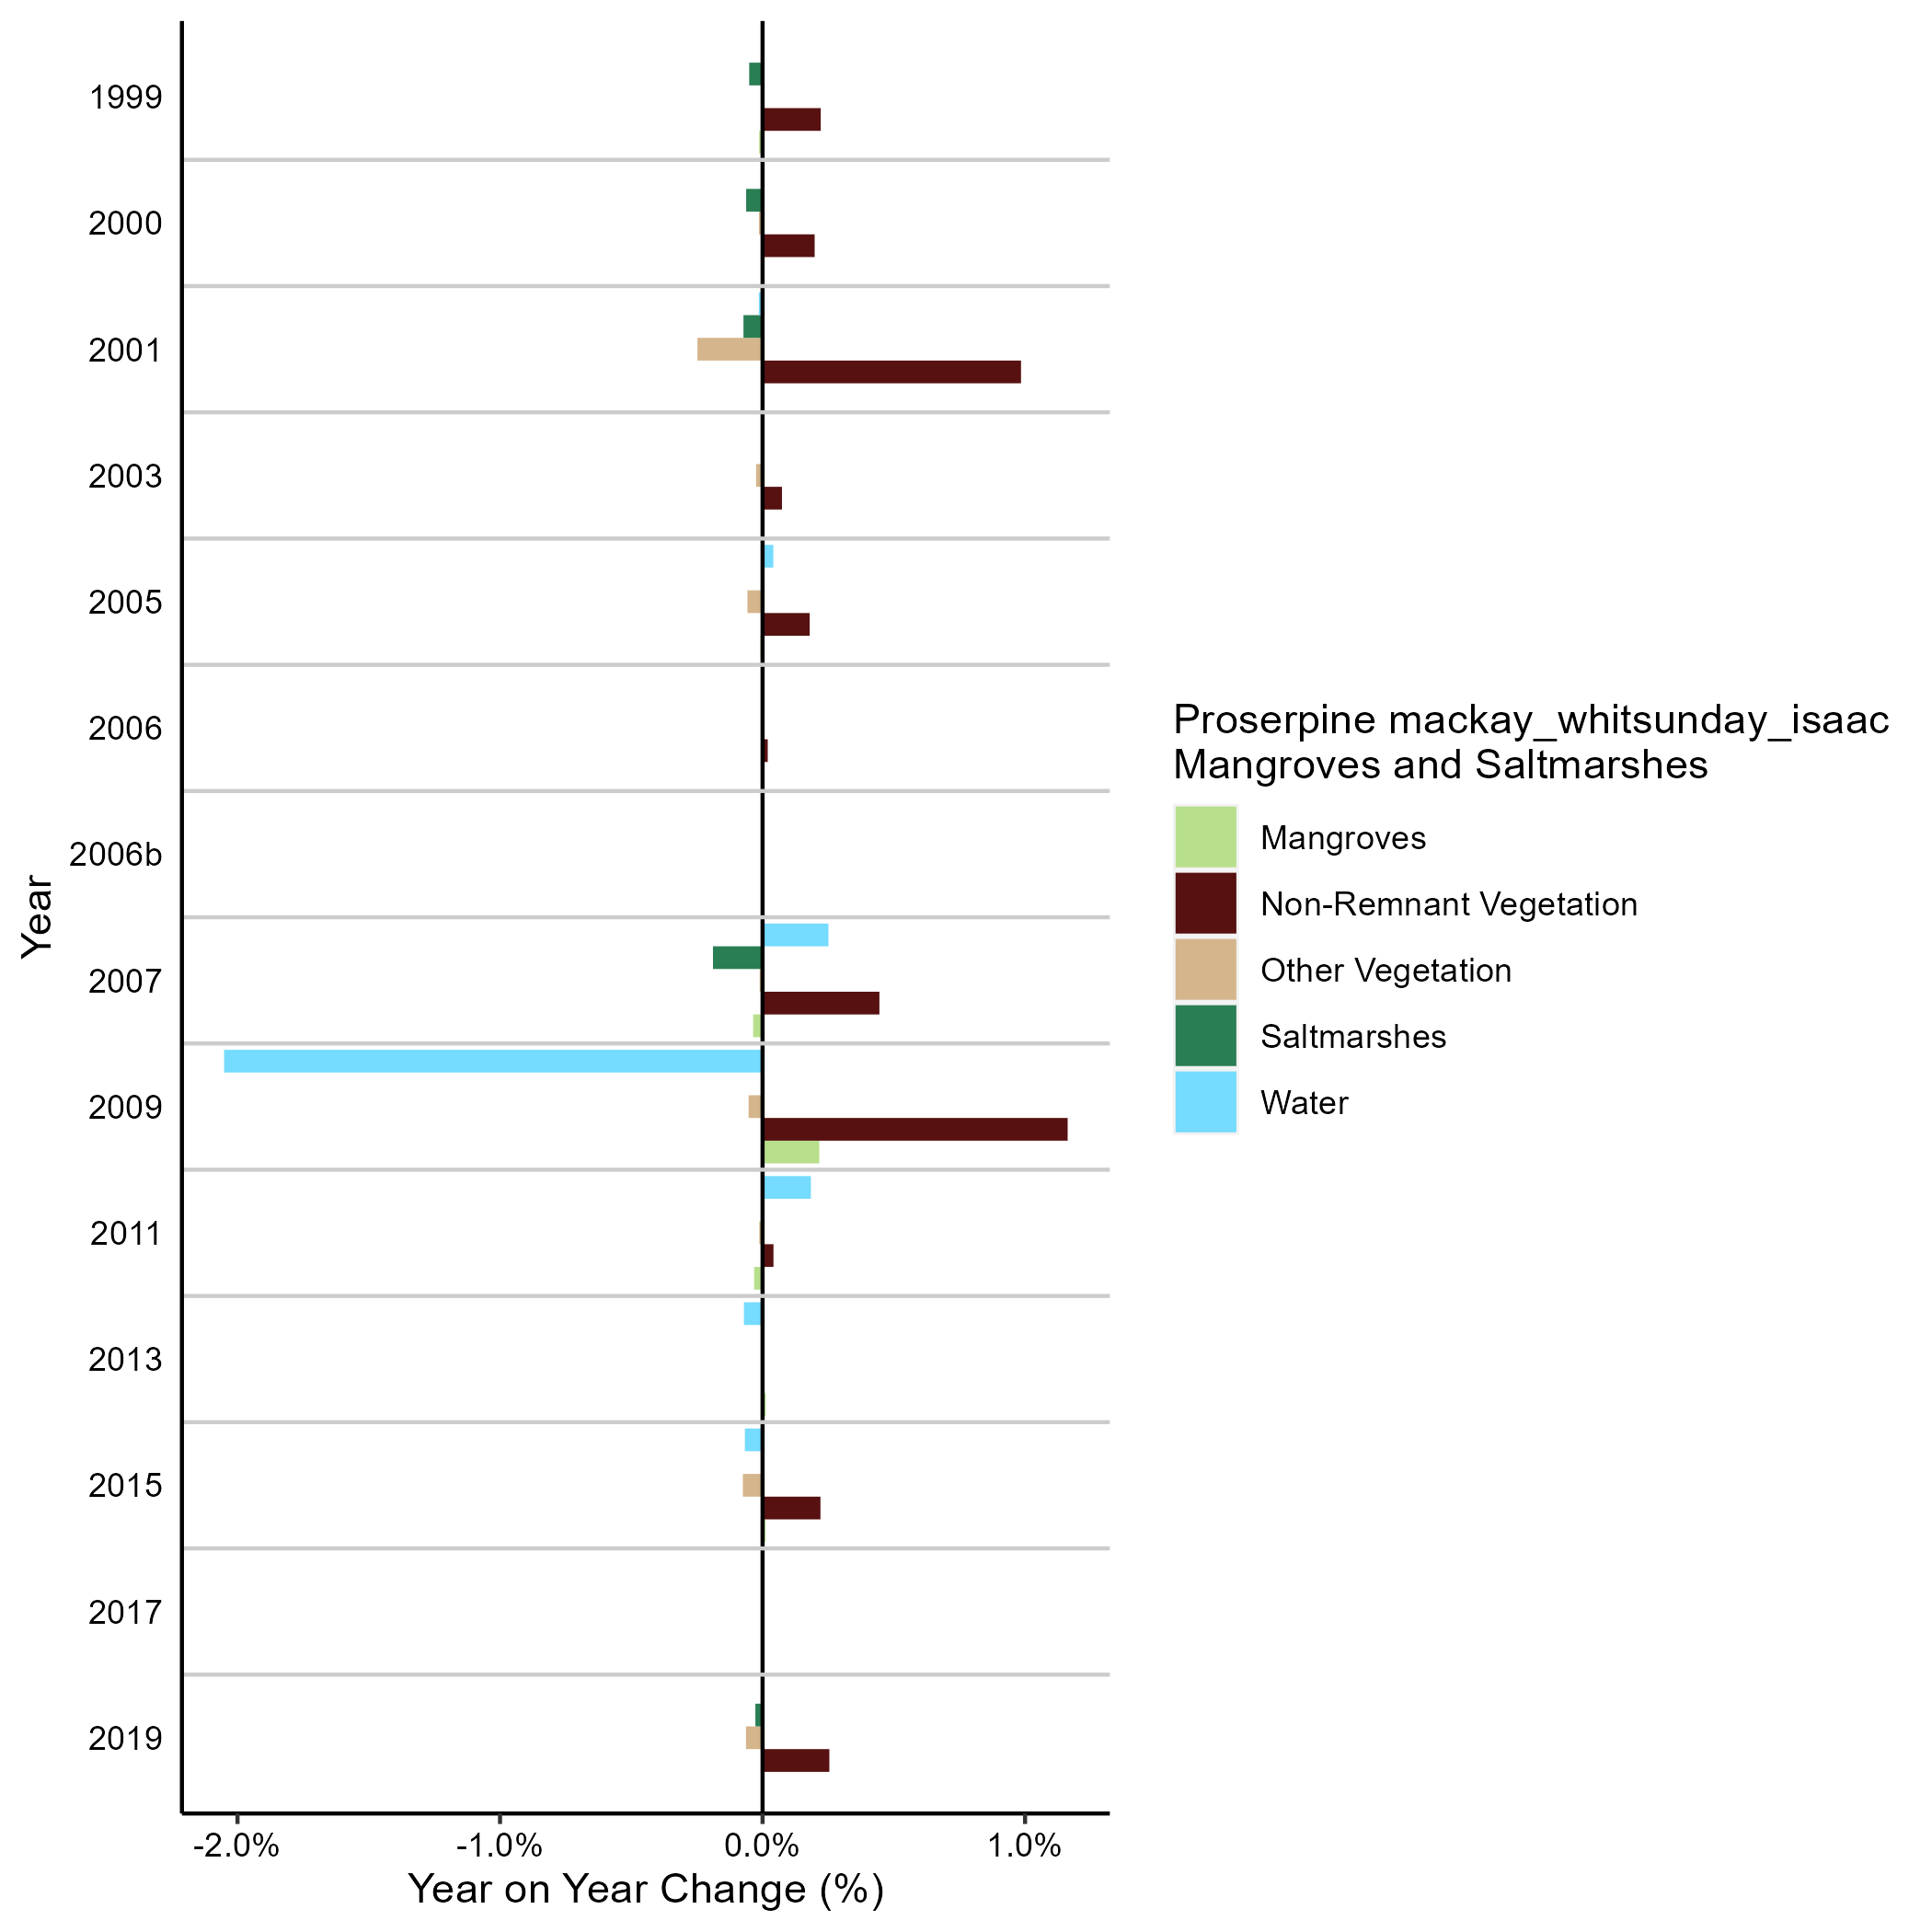 1999
2000
2001
2003
2005
2006
2006b
2007
2009
2011
2013
2015
2017
2019
Year
-2.0%
-1.0%
0.0%
1.0%
Year on Year Change (%)
Proserpine mackay_whitsunday_isaac
Mangroves and Saltmarshes
Mangroves
Non-Remnant Vegetation
Other Vegetation
Saltmarshes
Water